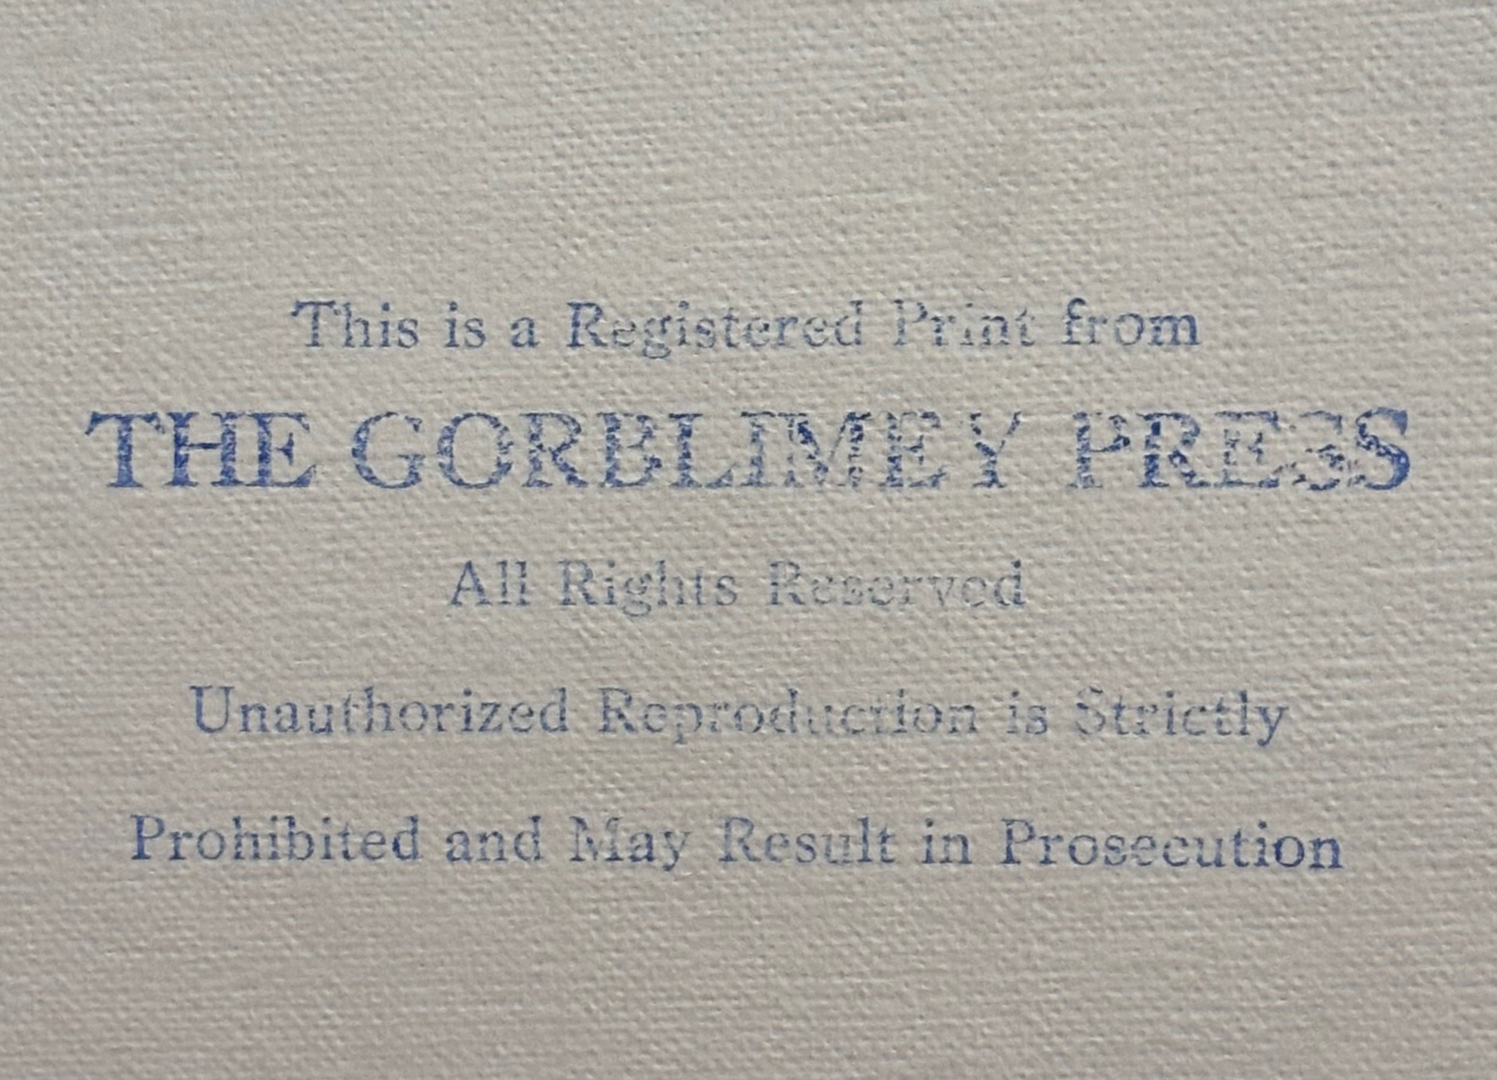 This is a Registered Print from
THE GORBLIMEY PRESS
All Rights Reserved
Unauthorized Reproduction is Strictly
Prohibited and May Result in Prosecution